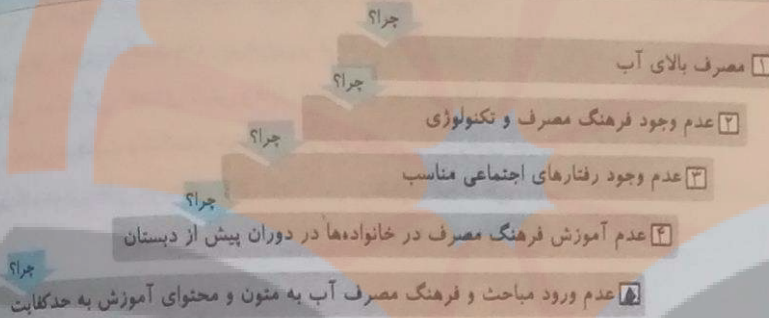 چرا؟
۱ مصرف بالای آب
چرا؟
۲ عدم وجود فرهنگ مصرف و تکنولوژی
چرا؟
۳ عدم وجود رفتارهای اجتماعی مناسب
چرا؟
۴ عدم آموزش فرهنگ مصرف در خانواده‌ها در دوران پیش از دبستان
چرا؟
۵ عدم ورود مباحث و فرهنگ مصرف آب به متون و محتوای آموزش به حدکفایت